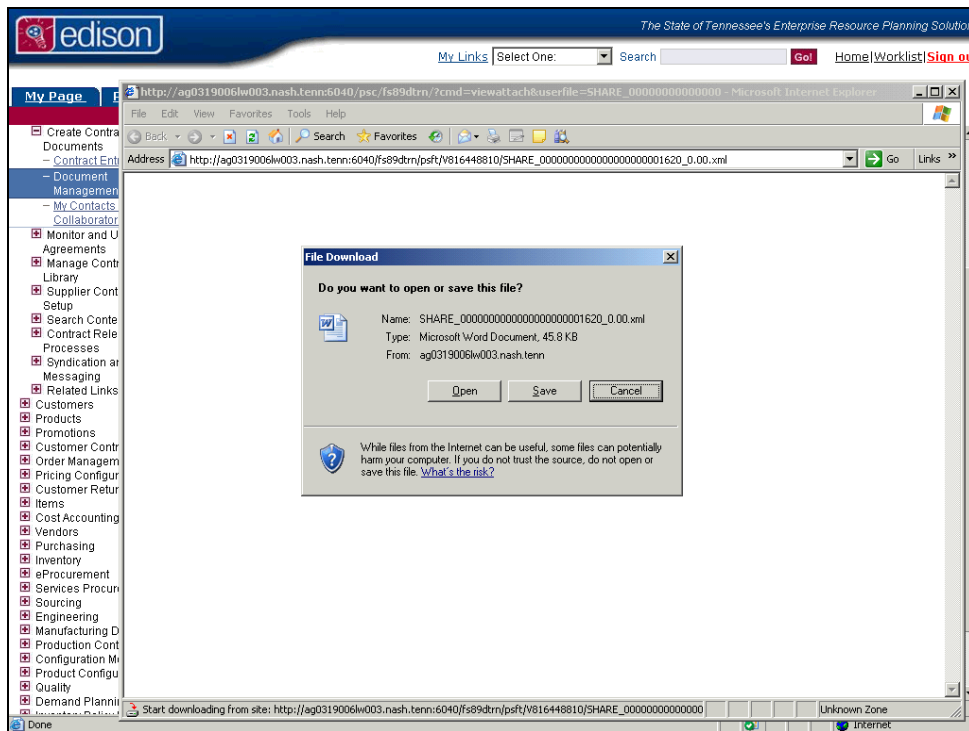 edison
The State of Tennessee's Enterprise Resource Planning Solution
My Links Select One: Search Go! Home|Worklist|Sign ou
My Page
http://ag0319006lw003.nash.tenn:6040/psc/fs89dtrn/?cmd=viewattach&userfile=SHARE_00000000000000 - Microsoft Internet Explorer
File Edit View Favorites Tools Help
Back Search Favorites
Address http://ag0319006lw003.nash.tenn:6040/fs89dtrn/psft/V816448810/SHARE_0000000000000000000001620_0.00.xml Go Links »
Create Contra
Documents
Contract Enti
Document
Managemen
My Contacts
Collaborator
Monitor and U
Agreements
Manage Contr
Library
Supplier Cont
Setup
Search Conte
Contract Rele
Processes
Syndication an
Messaging
Related Links
Customers
Products
Promotions
Customer Contr
Order Managem
Pricing Configur
Customer Retur
Items
Cost Accounting
Vendors
Purchasing
Inventory
eProcurement
Services Procure
Sourcing
Engineering
Manufacturing D
Production Cont
Configuration Mo
Product Configu
Quality
Demand Plannin
File Download
Do you want to open or save this file?
Name: SHARE_0000000000000000000001620_0.00.xml
Type: Microsoft Word Document, 45.8 KB
From: ag0319006lw003.nash.tenn
Open Save Cancel
While files from the Internet can be useful, some files can potentially
harm your computer. If you do not trust the source, do not open or
save this file. What's the risk?
Start downloading from site: http://ag0319006lw003.nash.tenn:6040/fs89dtrn/psft/V816448810/SHARE_00000000000000 Unknown Zone
Done Internet